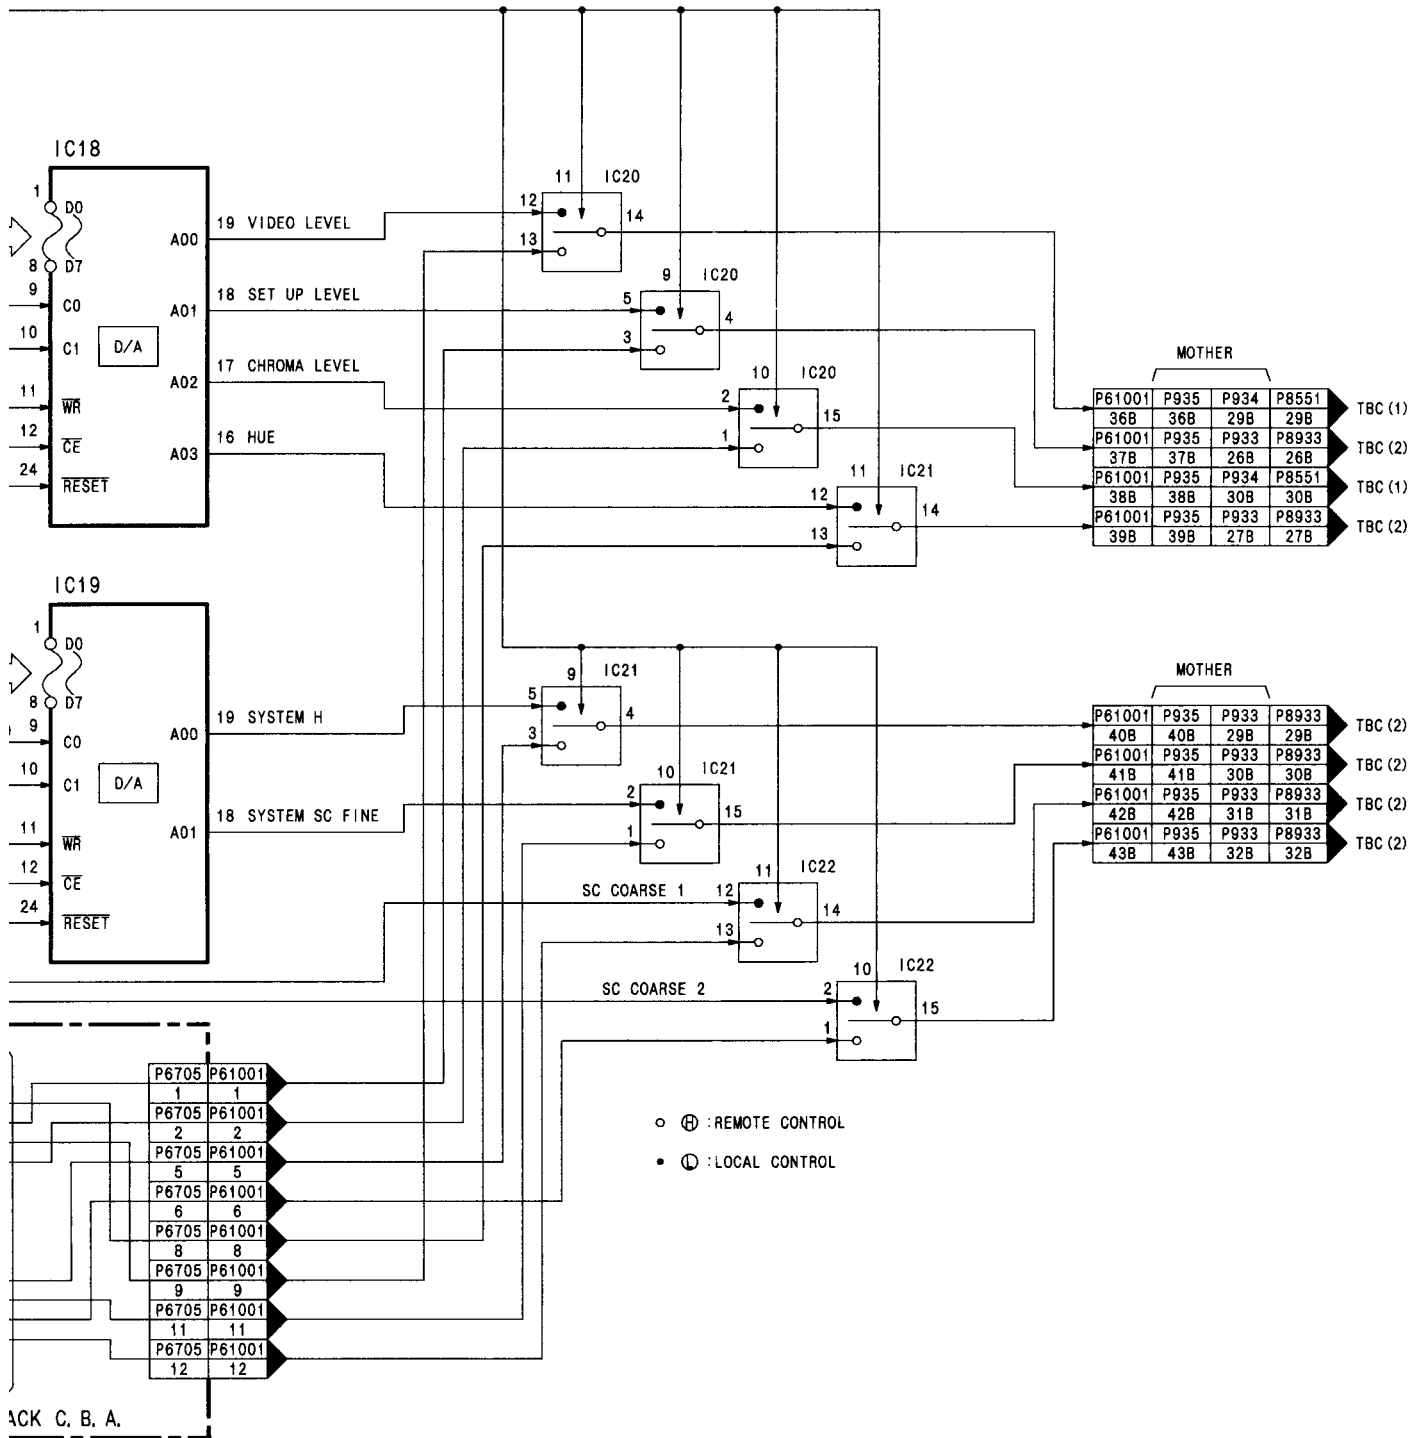 IC18
1
D0
8 D7
9
C0
10
C1
D/A
11
WR
12
CE
24
RESET
A00
19 VIDEO LEVEL
A01
18 SET UP LEVEL
A02
17 CHROMA LEVEL
A03
16 HUE
11 IC20
12
13
14
9 IC20
5
3
4
10 IC20
2
1
15
11 IC21
12
13
14
MOTHER
P61001 P935 P934 P8551
36B 36B 29B 29B
TBC (1)
P61001 P935 P933 P8933
37B 37B 26B 26B
TBC (2)
P61001 P935 P934 P8551
38B 38B 30B 30B
TBC (1)
P61001 P935 P933 P8933
39B 39B 27B 27B
TBC (2)
IC19
1
D0
8 D7
9
C0
10
C1
D/A
11
WR
12
CE
24
RESET
A00
19 SYSTEM H
A01
18 SYSTEM SC FINE
9 IC21
5
3
4
10 IC21
2
1
15
SC COARSE 1
11 IC22
12
13
14
SC COARSE 2
10 IC22
2
1
15
MOTHER
P61001 P935 P933 P8933
40B 40B 29B 29B
TBC (2)
P61001 P935 P933 P8933
41B 41B 30B 30B
TBC (2)
P61001 P935 P933 P8933
42B 42B 31B 31B
TBC (2)
P61001 P935 P933 P8933
43B 43B 32B 32B
TBC (2)
P6705 P61001
1 1
P6705 P61001
2 2
P6705 P61001
5 5
P6705 P61001
6 6
P6705 P61001
8 8
P6705 P61001
9 9
P6705 P61001
11 11
P6705 P61001
12 12
○ Ⓗ : REMOTE CONTROL
● Ⓛ : LOCAL CONTROL
ACK C. B. A.